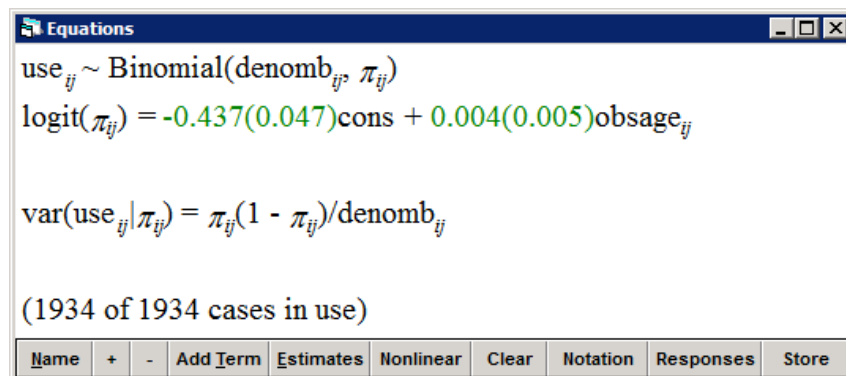 Equations
use_ij ~ Binomial(denomb_ij, π_ij)
logit(π_ij) = -0.437(0.047)cons + 0.004(0.005)obsage_ij
var(use_ij|π_ij) = π_ij(1 - π_ij)/denomb_ij
(1934 of 1934 cases in use)
Name + - Add Term Estimates Nonlinear Clear Notation Responses Store